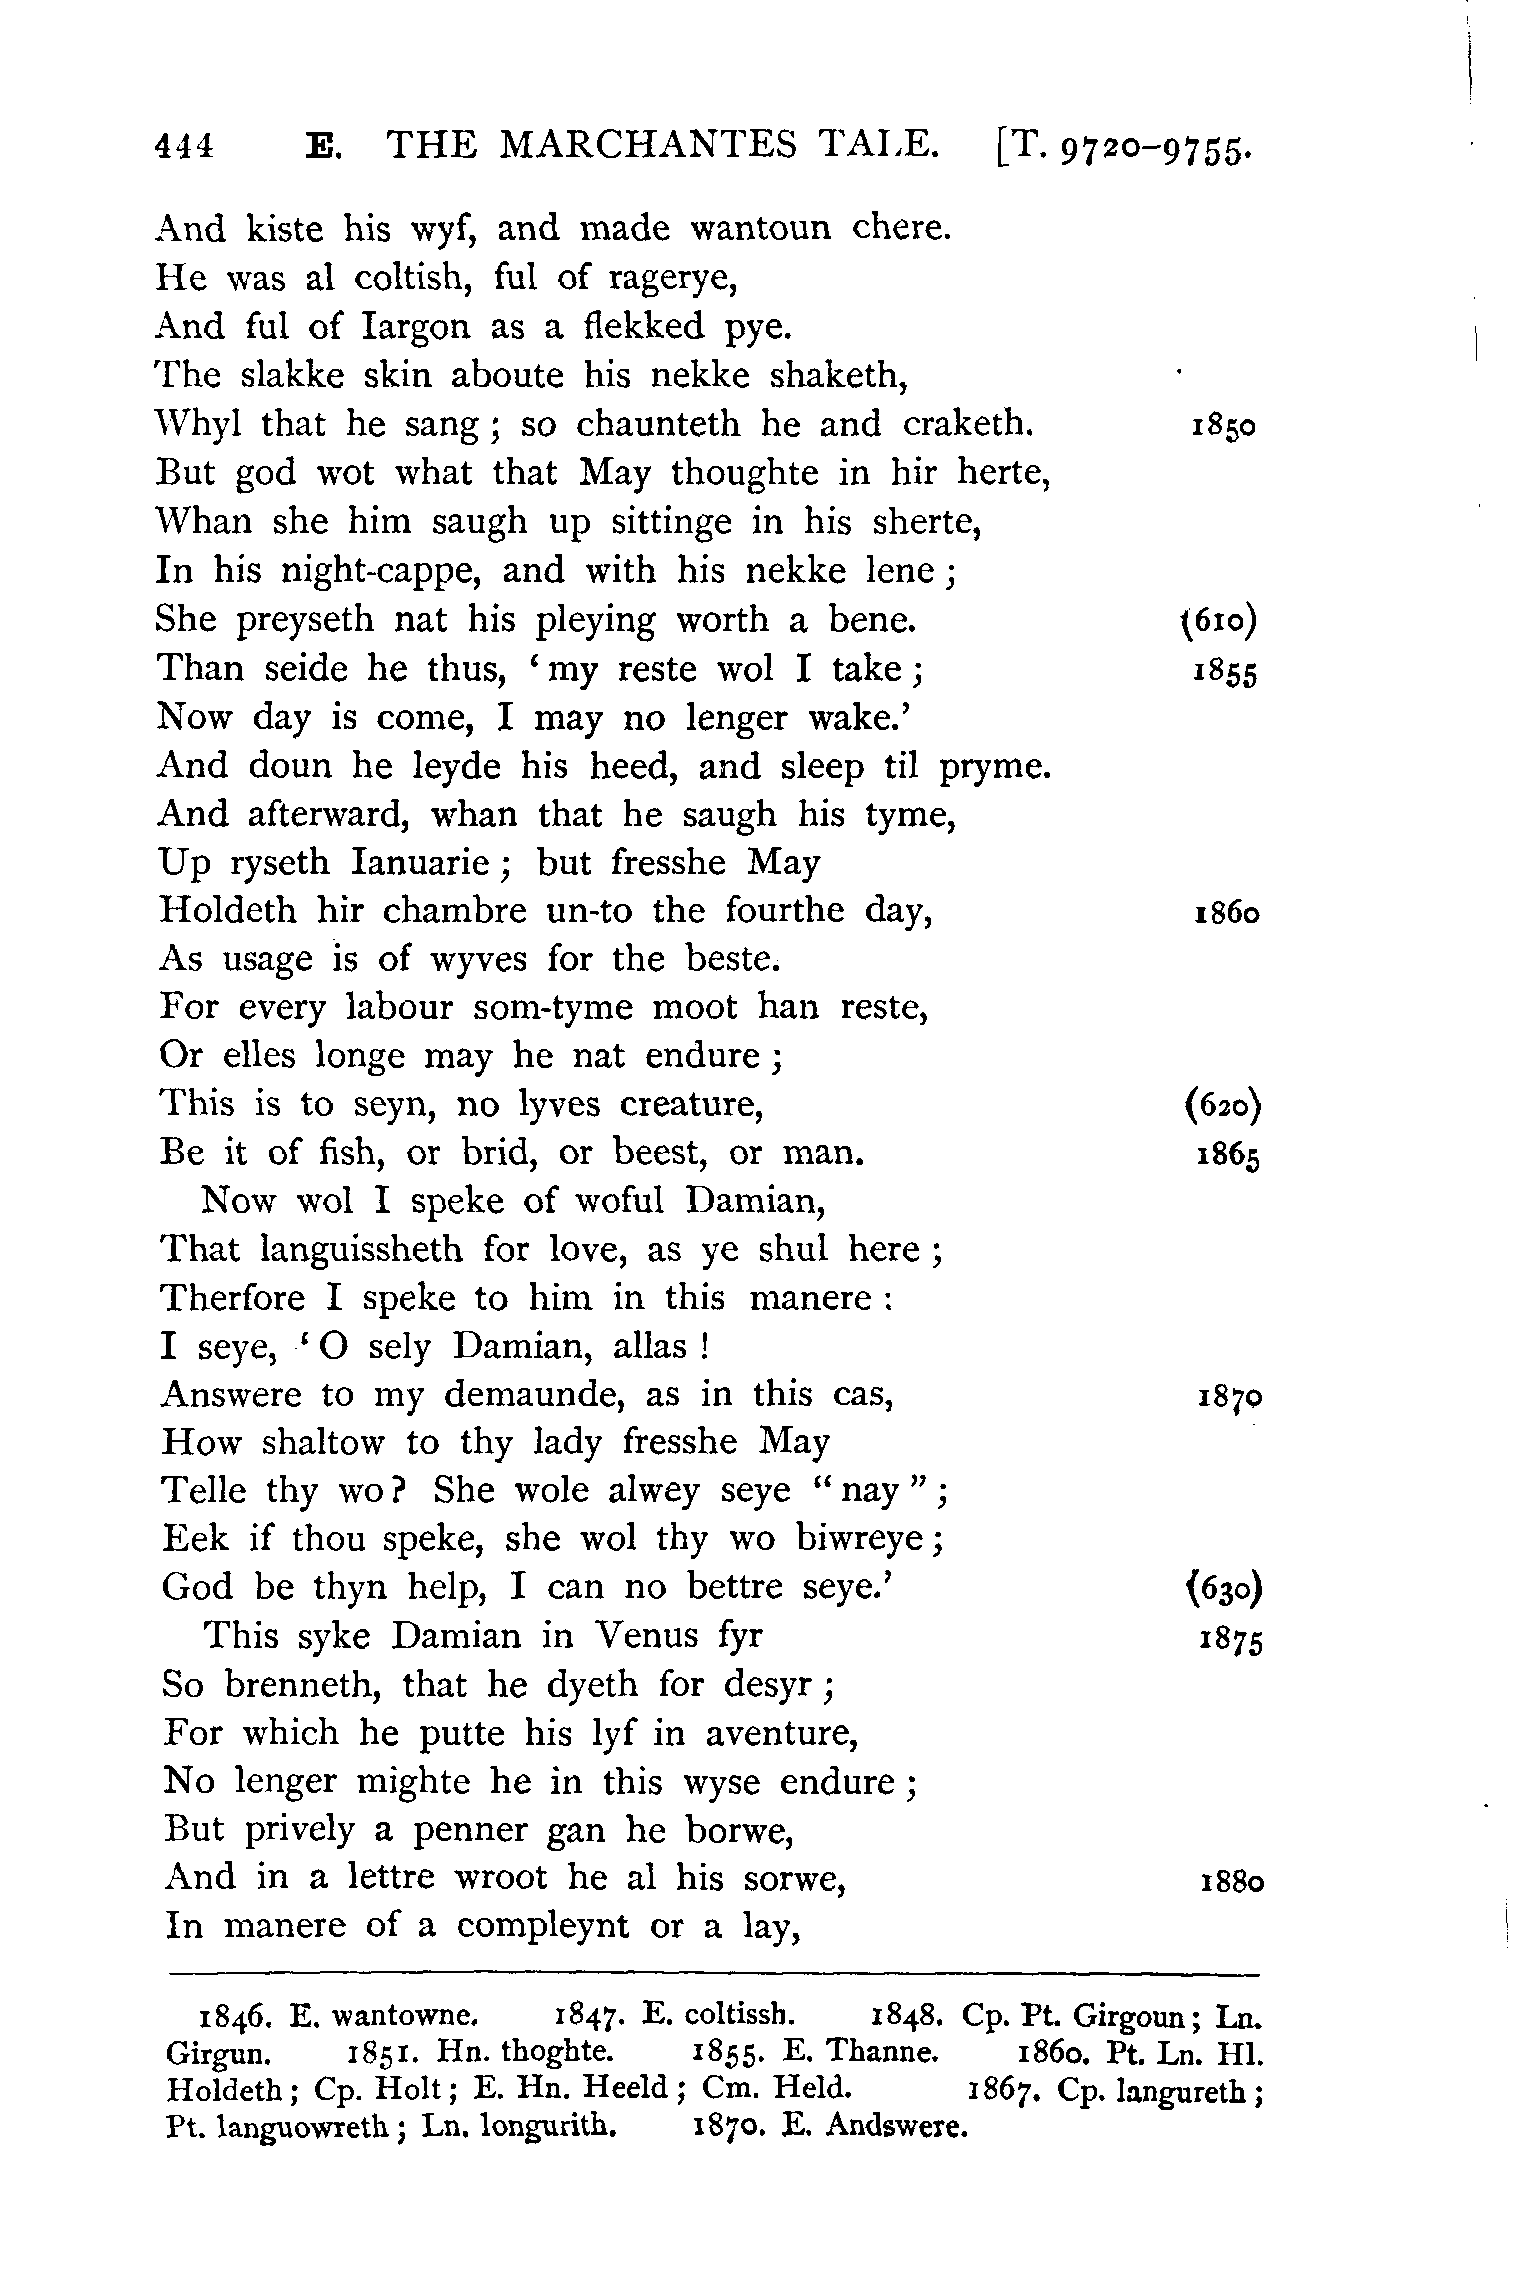 444 E. THE MARCHANTES TALE. [T. 9720–9755.
And kiste his wyf, and made wantoun chere.
He was al coltish, ful of ragerye,
And ful of Iargon as a flekked pye.
The slakke skin aboute his nekke shaketh,
Whyl that he sang ; so chaunteth he and craketh. 1850
But god wot what that May thoughte in hir herte,
Whan she him saugh up sittinge in his sherte,
In his night-cappe, and with his nekke lene ;
She preyseth nat his pleying worth a bene. (610)
Than seide he thus, ‘ my reste wol I take ; 1855
Now day is come, I may no lenger wake.’
And doun he leyde his heed, and sleep til pryme.
And afterward, whan that he saugh his tyme,
Up ryseth Ianuarie ; but fresshe May
Holdeth hir chambre un-to the fourthe day, 1860
As usage is of wyves for the beste.
For every labour som-tyme moot han reste,
Or elles longe may he nat endure ;
This is to seyn, no lyves creature, (620)
Be it of fish, or brid, or beest, or man. 1865
Now wol I speke of woful Damian,
That languissheth for love, as ye shul here ;
Therfore I speke to him in this manere :
I seye, ‘ O sely Damian, allas !
Answere to my demaunde, as in this cas, 1870
How shaltow to thy lady fresshe May
Telle thy wo? She wole alwey seye “ nay ” ;
Eek if thou speke, she wol thy wo biwreye ;
God be thyn help, I can no bettre seye.’ (630)
This syke Damian in Venus fyr 1875
So brenneth, that he dyeth for desyr ;
For which he putte his lyf in aventure,
No lenger mighte he in this wyse endure ;
But prively a penner gan he borwe,
And in a lettre wroot he al his sorwe, 1880
In manere of a compleynt or a lay,
1846. E. wantowne. 1847. E. coltissh. 1848. Cp. Pt. Girgoun ; Ln.
Girgun. 1851. Hn. thoghte. 1855. E. Thanne. 1860. Pt. Ln. Hl.
Holdeth ; Cp. Holt ; E. Hn. Heeld ; Cm. Held. 1867. Cp. langureth ;
Pt. languowreth ; Ln. longurith. 1870. E. Andswere.